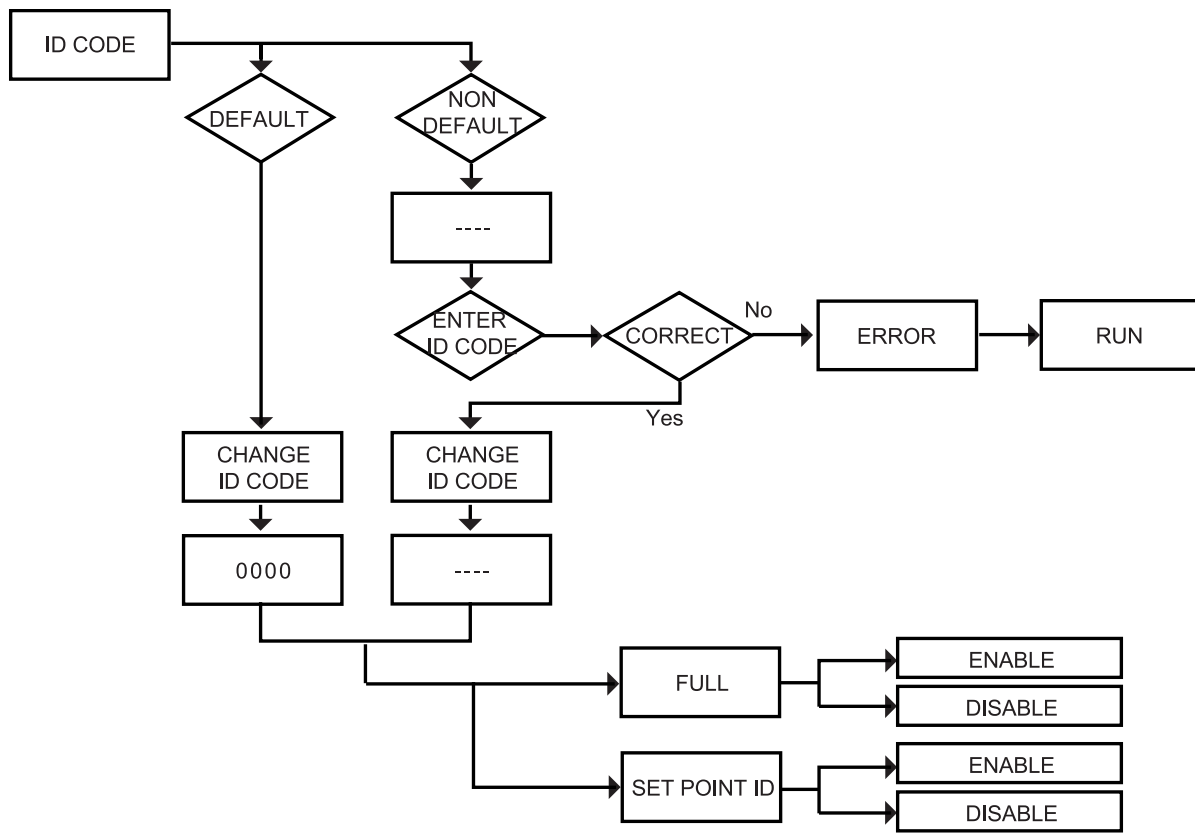 ID CODE
DEFAULT
NON
DEFAULT
----
ENTER
ID CODE
CORRECT
No
ERROR
RUN
Yes
CHANGE
ID CODE
CHANGE
ID CODE
0000
----
FULL
ENABLE
DISABLE
SET POINT ID
ENABLE
DISABLE